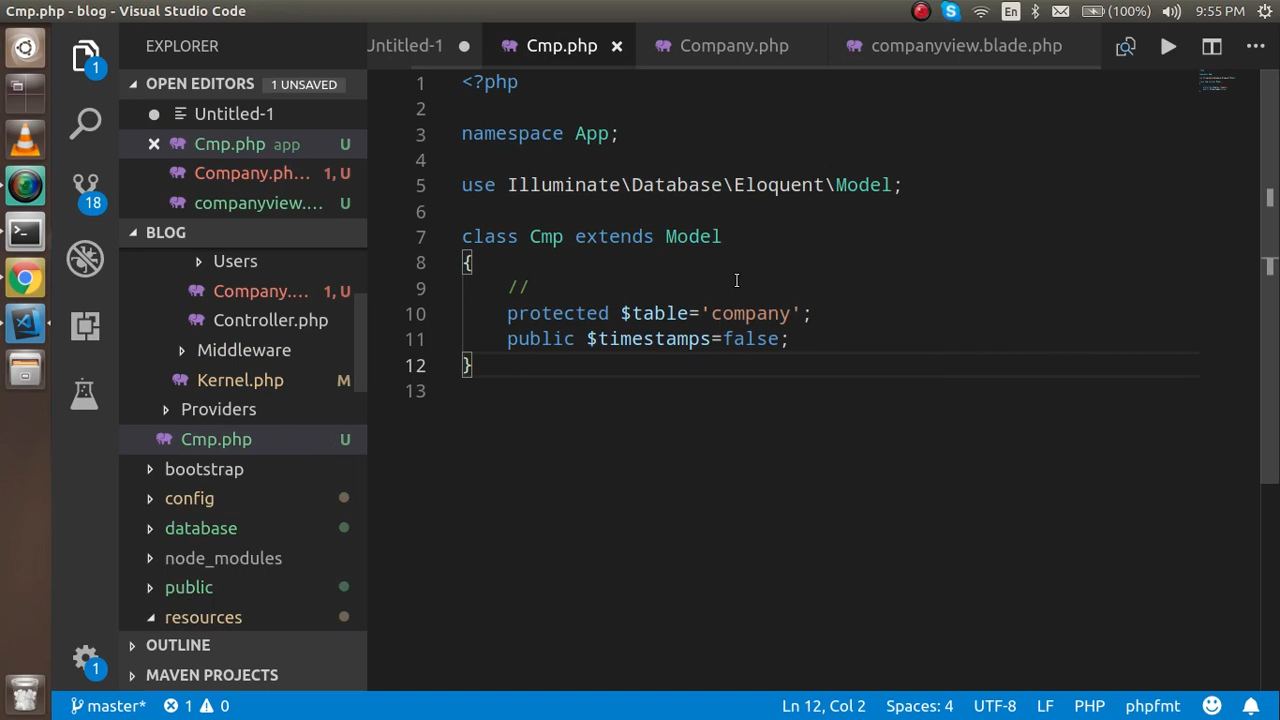 Cmp.php - blog - Visual Studio Code
En
(100%)
9:55 PM
EXPLORER
Untitled-1
Cmp.php
Company.php
companyview.blade.php
1
OPEN EDITORS
1 UNSAVED
Untitled-1
Cmp.php app U
Company.ph... 1, U
companyview.... U
18
BLOG
Users
Company.... 1, U
Controller.php
Middleware
Kernel.php M
Providers
Cmp.php U
bootstrap
config
database
node_modules
public
resources
OUTLINE
MAVEN PROJECTS
1
1 <?php
2
3 namespace App;
4
5 use Illuminate\Database\Eloquent\Model;
6
7 class Cmp extends Model
8 {
9 //
10 protected $table='company';
11 public $timestamps=false;
12 }
13
master*
1
0
Ln 12, Col 2
Spaces: 4
UTF-8
LF
PHP
phpfmt